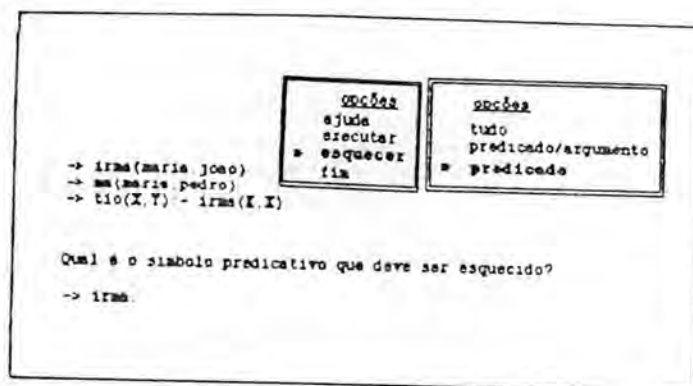 opções
ajuda
executar
» esquecer
fim
opções
tudo
predicado/argumento
» predicado
-> irma(maria,joao)
-> ma(maria,pedro)
-> tio(X,Y) - irma(X,X)
Qual é o simbolo predicativo que deve ser esquecido?
-> irma.